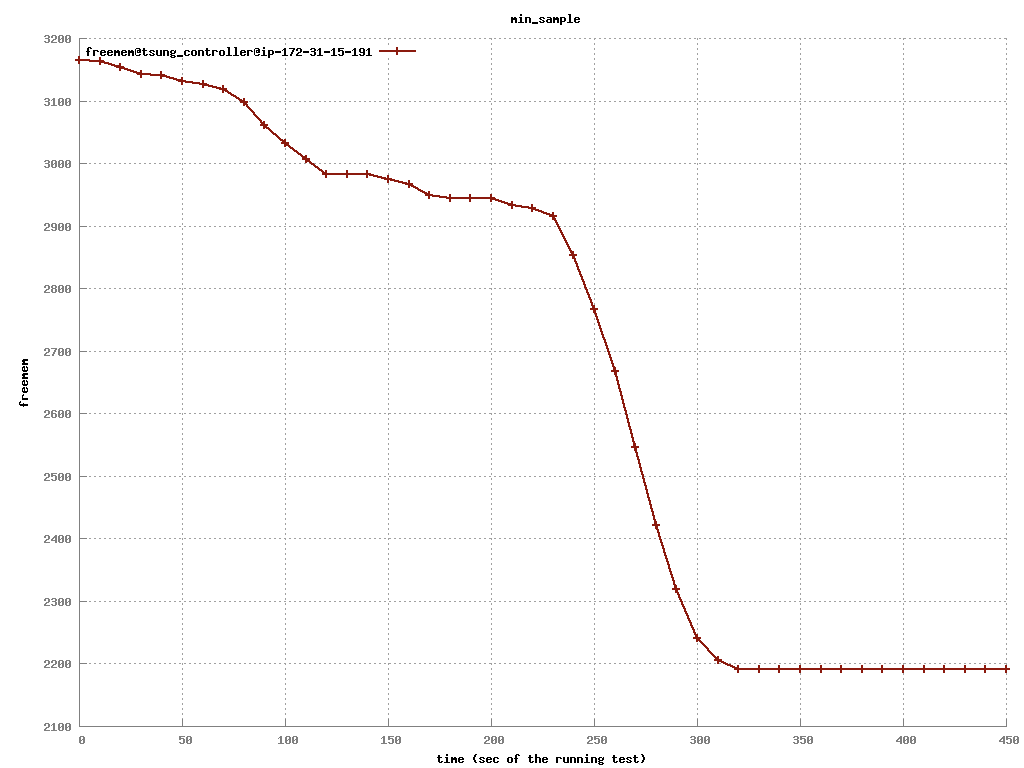 min_sample
3200
freemem@tsung_controller@ip-172-31-15-191
3100
3000
2900
2800
2700
2600
2500
2400
2300
2200
2100
freemem
0 50 100 150 200 250 300 350 400 450
time (sec of the running test)